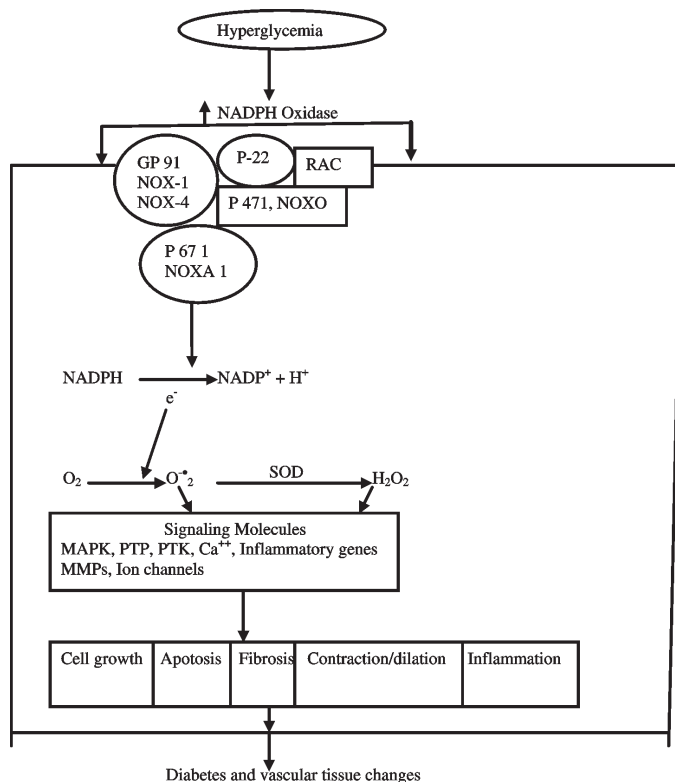 Hyperglycemia
NADPH Oxidase
GP 91
NOX-1
NOX-4
P-22
RAC
P 471, NOXO
P 67 1
NOXA 1
NADPH NADP⁺ + H⁺
e⁻
O₂ O⁻•₂ SOD H₂O₂
Signaling Molecules
MAPK, PTP, PTK, Ca⁺⁺, Inflammatory genes
MMPs, Ion channels
Cell growth Apotosis Fibrosis Contraction/dilation Inflammation
Diabetes and vascular tissue changes